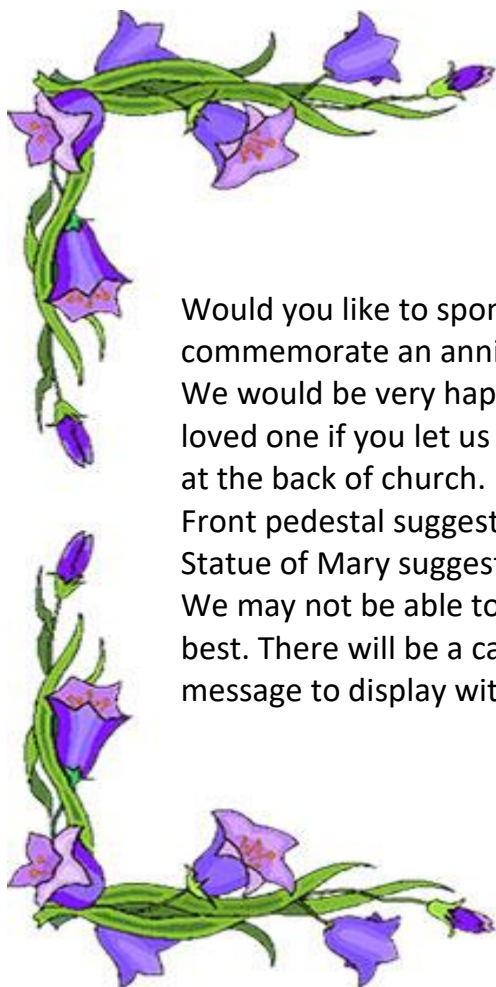 Would you like to spor
commemorate an anni
We would be very hap
loved one if you let us
at the back of church.
Front pedestal suggest
Statue of Mary suggest
We may not be able to
best. There will be a ca
message to display wit